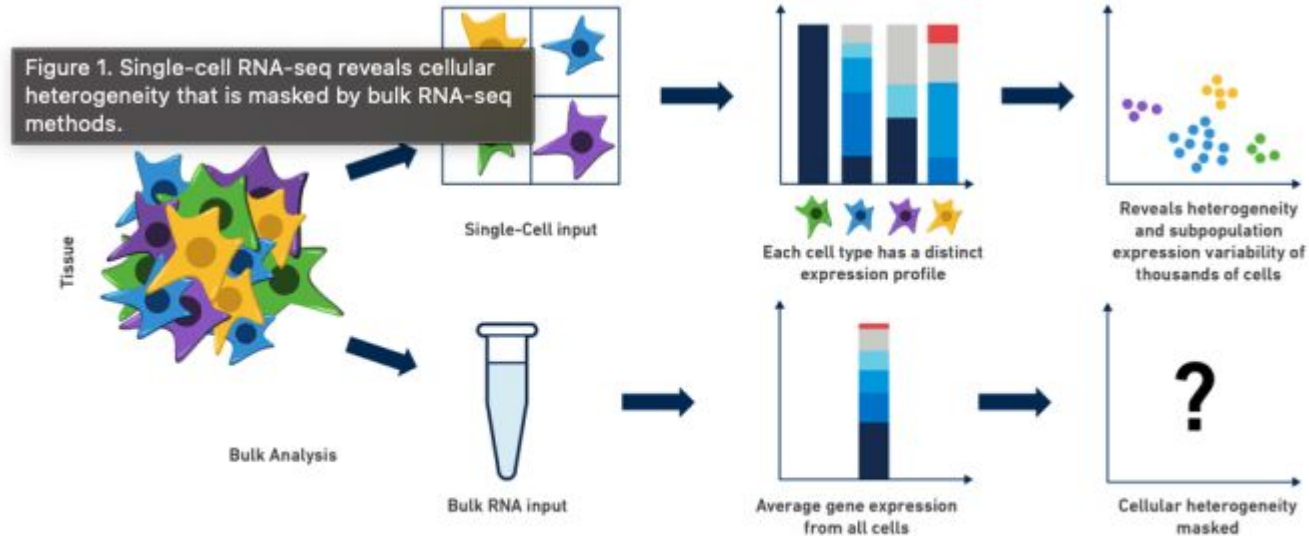 Figure 1. Single-cell RNA-seq reveals cellular
heterogeneity that is masked by bulk RNA-seq
methods.
Tissue
Single-Cell input
Each cell type has a distinct
expression profile
Reveals heterogeneity
and subpopulation
expression variability of
thousands of cells
Bulk Analysis
Bulk RNA input
Average gene expression
from all cells
?
Cellular heterogeneity
masked